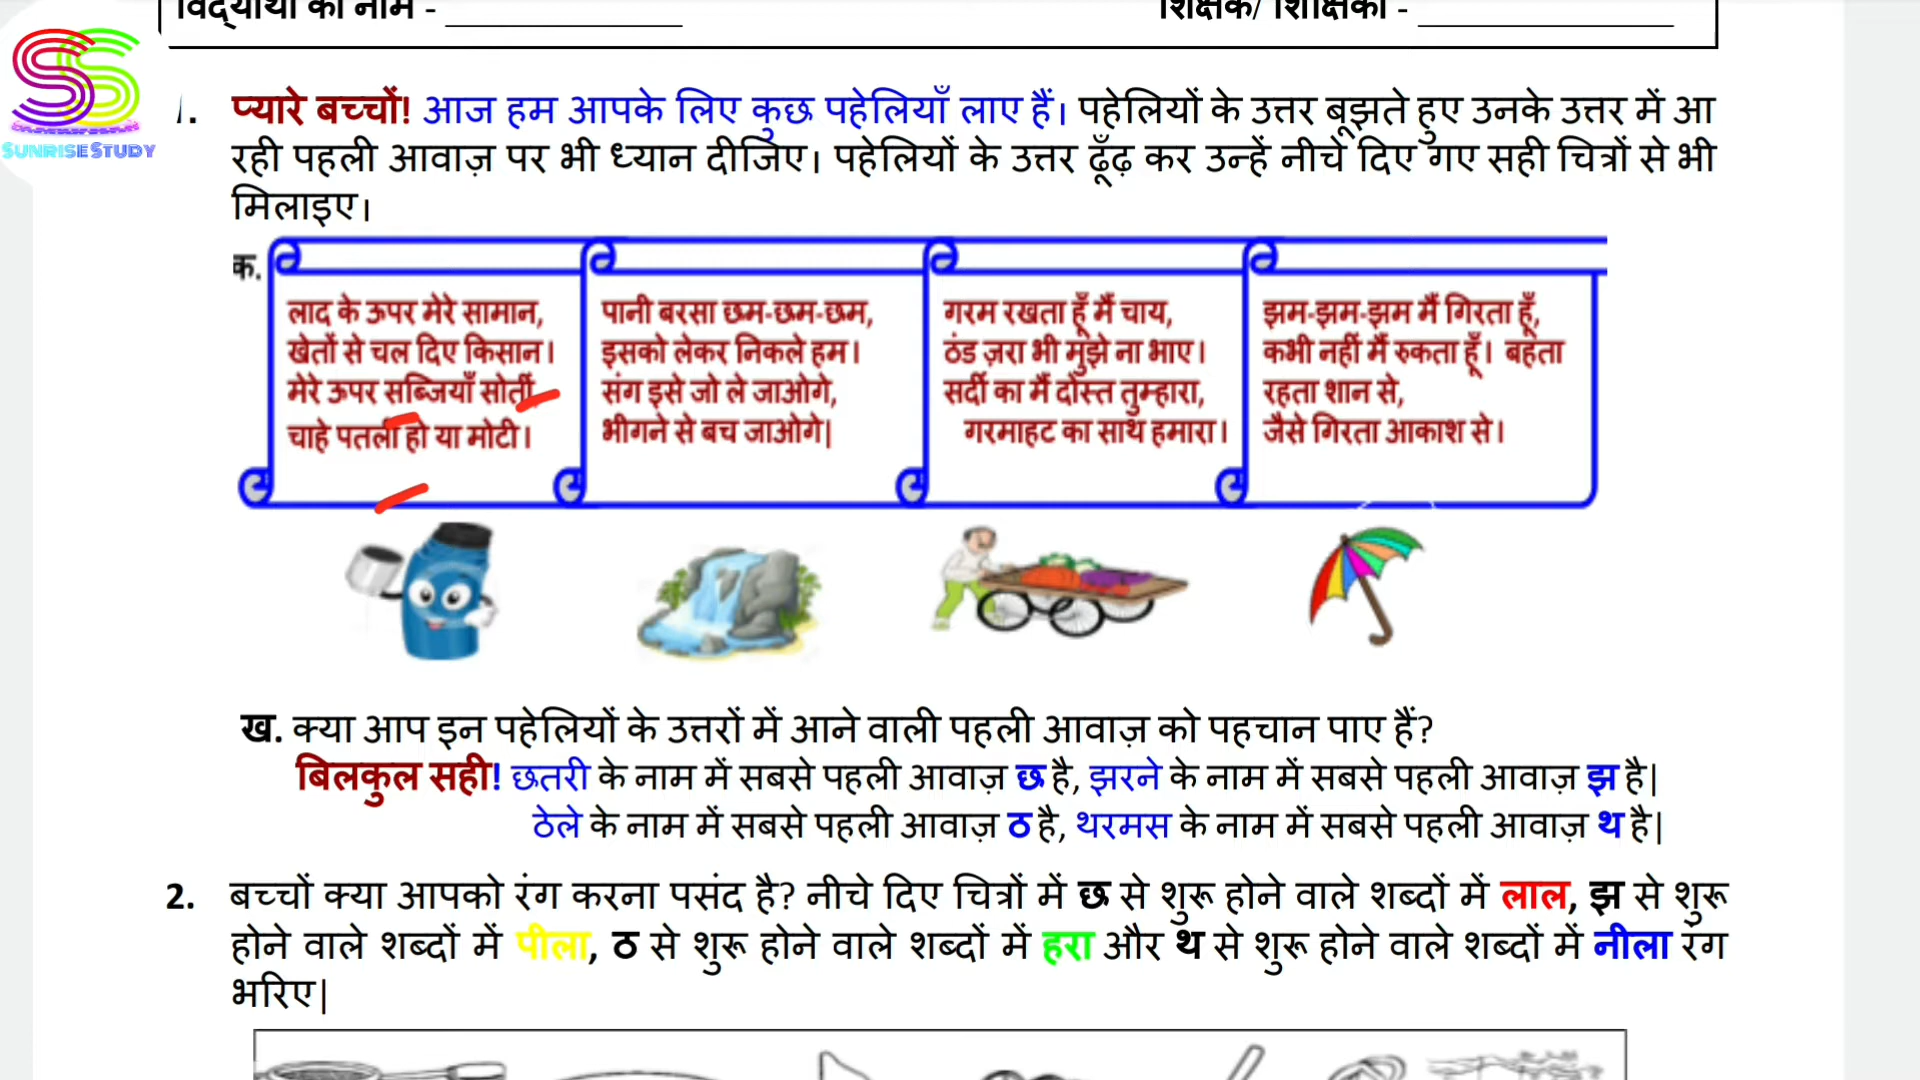 विद्यार्थी का नाम - ______________ शिक्षक/ शिक्षिका - ______________
SUNRISE STUDY
1. प्यारे बच्चों! आज हम आपके लिए कुछ पहेलियाँ लाए हैं। पहेलियों के उत्तर बूझते हुए उनके उत्तर में आ
रही पहली आवाज़ पर भी ध्यान दीजिए। पहेलियों के उत्तर ढूँढ़ कर उन्हें नीचे दिए गए सही चित्रों से भी
मिलाइए।
क.
लाद के ऊपर मेरे सामान,
खेतों से चल दिए किसान।
मेरे ऊपर सब्जियाँ सोतीं,
चाहे पतली हो या मोटी।
पानी बरसा छम-छम-छम,
इसको लेकर निकले हम।
संग इसे जो ले जाओगे,
भीगने से बच जाओगे|
गरम रखता हूँ मैं चाय,
ठंड ज़रा भी मुझे ना भाए।
सर्दी का मैं दोस्त तुम्हारा,
गरमाहट का साथ हमारा।
झम-झम-झम मैं गिरता हूँ,
कभी नहीं मैं रुकता हूँ। बहता
रहता शान से,
जैसे गिरता आकाश से।
ख. क्या आप इन पहेलियों के उत्तरों में आने वाली पहली आवाज़ को पहचान पाए हैं?
बिलकुल सही! छतरी के नाम में सबसे पहली आवाज़ छ है, झरने के नाम में सबसे पहली आवाज़ झ है|
ठेले के नाम में सबसे पहली आवाज़ ठ है, थरमस के नाम में सबसे पहली आवाज़ थ है|
2. बच्चों क्या आपको रंग करना पसंद है? नीचे दिए चित्रों में छ से शुरू होने वाले शब्दों में लाल, झ से शुरू
होने वाले शब्दों में पीला, ठ से शुरू होने वाले शब्दों में हरा और थ से शुरू होने वाले शब्दों में नीला रंग
भरिए|